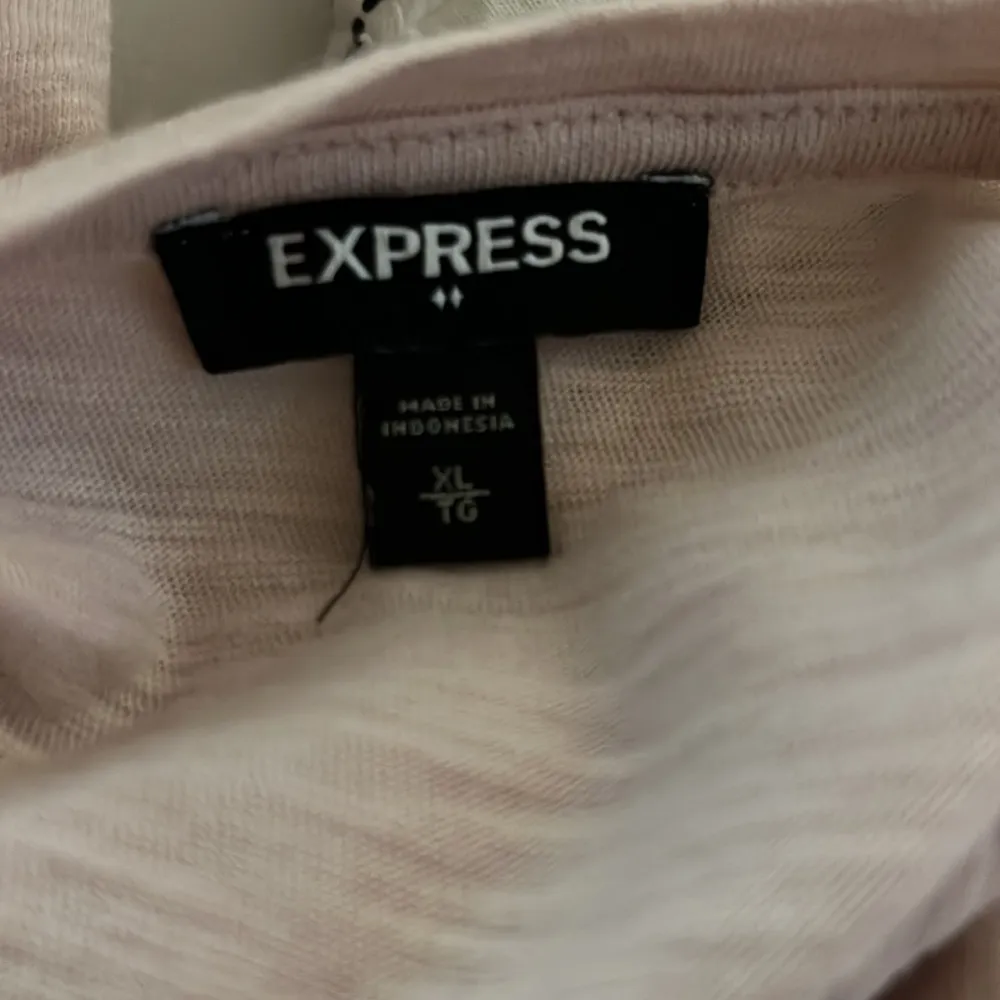 EXPRESS
MADE IN
INDONESIA
XL
TG